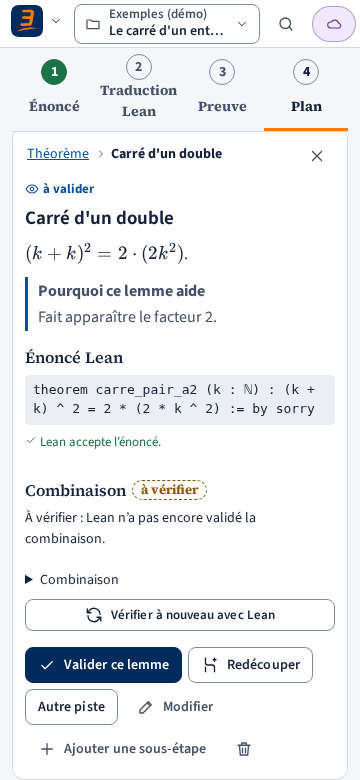 Exemples (démo)
Le carré d'un ent…
1
2
3
4
Énoncé
Traduction
Lean
Preuve
Plan
Théorème > Carré d'un double
à valider
Carré d'un double
(k + k)² = 2 · (2k²).
Pourquoi ce lemme aide
Fait apparaître le facteur 2.
Énoncé Lean
theorem carre_pair_a2 (k : ℕ) : (k +
k) ^ 2 = 2 * (2 * k ^ 2) := by sorry
Lean accepte l'énoncé.
Combinaison à vérifier
À vérifier : Lean n'a pas encore validé la
combinaison.
Combinaison
Vérifier à nouveau avec Lean
Valider ce lemme
Redécouper
Autre piste
Modifier
Ajouter une sous-étape